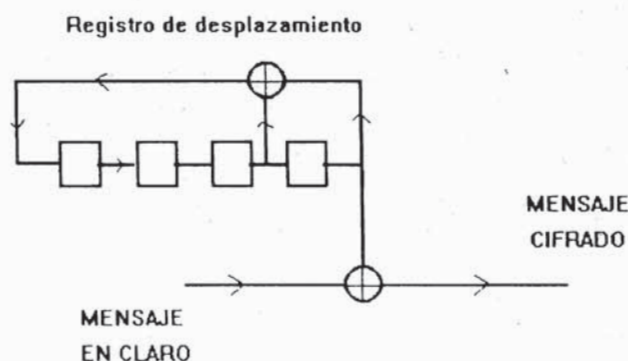 Registro de desplazamiento
MENSAJE
CIFRADO
MENSAJE
EN CLARO